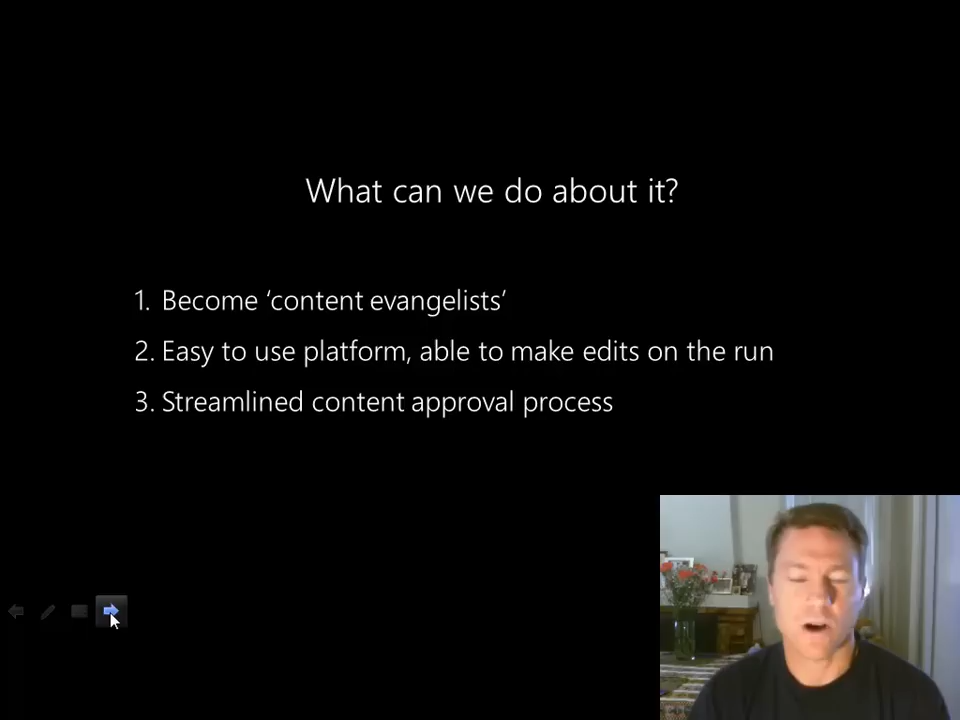 What can we do about it?
1. Become ‘content evangelists’
2. Easy to use platform, able to make edits on the run
3. Streamlined content approval process